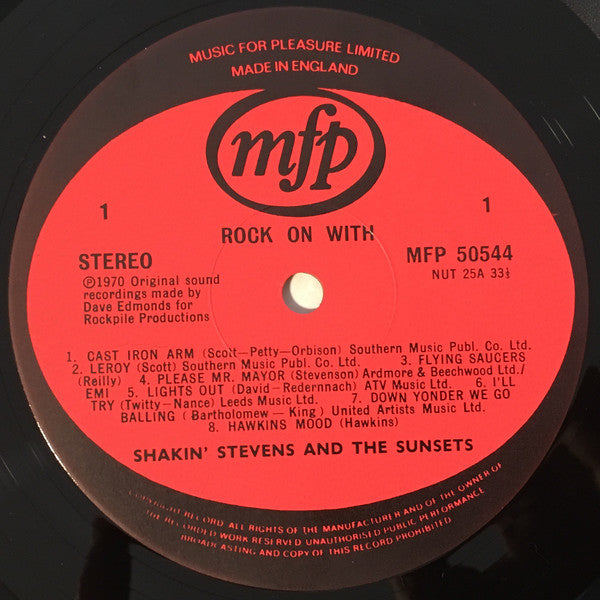 MUSIC FOR PLEASURE LIMITED
MADE IN ENGLAND
mfp
1
1
ROCK ON WITH
STEREO
MFP 50544
NUT 25A 33⅓
℗1970 Original sound
recordings made by
Dave Edmonds for
Rockpile Productions
1. CAST IRON ARM (Scott—Petty—Orbison) Southern Music Publ. Co. Ltd.
2. LEROY (Scott) Southern Music Publ. Co. Ltd. 3. FLYING SAUCERS
(Reilly) 4. PLEASE MR. MAYOR (Stevenson) Ardmore & Beechwood Ltd./
EMI 5. LIGHTS OUT (David—Redernnach) ATV Music Ltd. 6. I'LL
TRY (Twitty—Nance) Leeds Music Ltd. 7. DOWN YONDER WE GO
BALLING ( Bartholomew — King ) United Artists Music Ltd.
8. HAWKINS MOOD (Hawkins)
SHAKIN' STEVENS AND THE SUNSETS
COPYRIGHT RECORD ALL RIGHTS OF THE MANUFACTURER AND OF THE OWNER OF
THE RECORDED WORK RESERVED UNAUTHORISED PUBLIC PERFORMANCE
BROADCASTING AND COPY OF THIS RECORD PROHIBITED